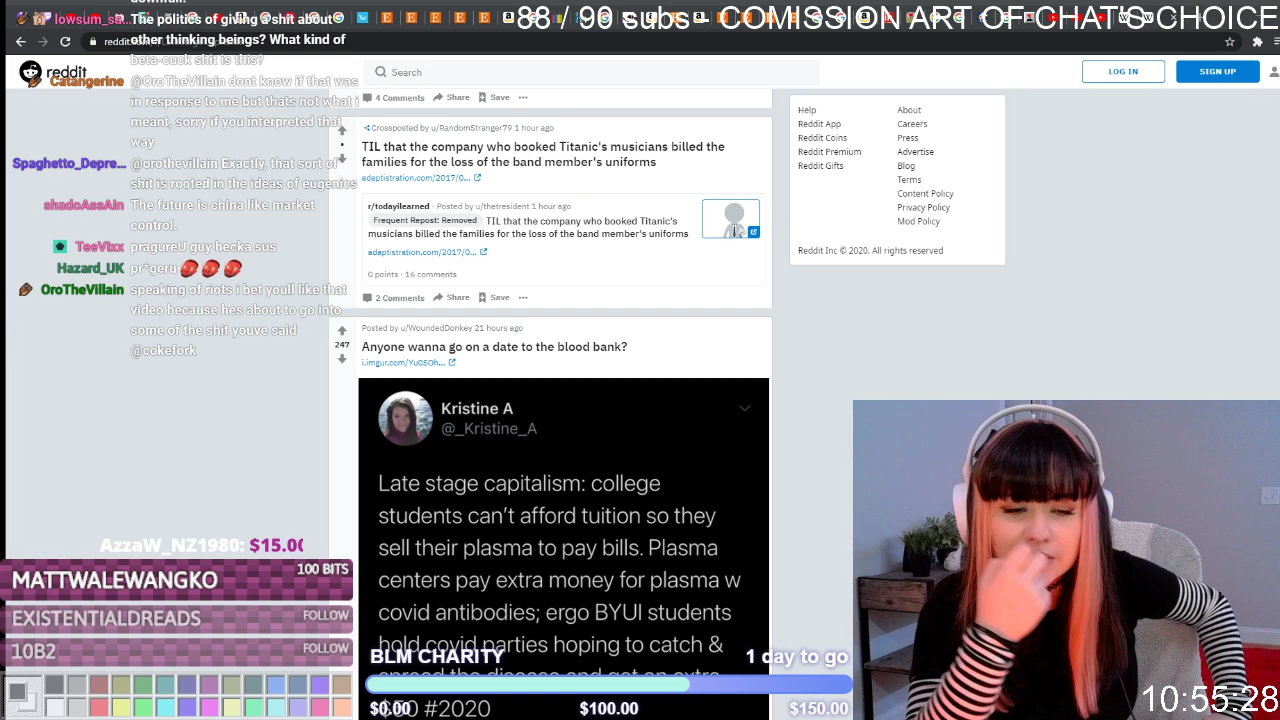 88 / 90 subs - COMISSION ART OF CHAT'S CHOICE
lowsum_sa... The politics of giving a shit about
other thinking beings? What kind of
beta-cuck shit is this?
Catangerine @OroTheVillain dont know if that was
in response to me but thats not what i
meant, sorry if you interpreted that
way
Spaghetto_Depre... @orothevillain Exactly, that sort of
shit is rooted in the ideas of eugenics
shadoAssAin The future is chin like market
control.
TeeVixx pragureU guy hecka sus
Hazard_UK pr*geru
OroTheVillain speaking of riots i bet youll like that
video because hes about to go into
some of the shit youve said
@cokefork
reddit
Search
LOG IN
SIGN UP
4 Comments Share Save ...
Crossposted by u/RandomStranger79 1 hour ago
TIL that the company who booked Titanic's musicians billed the
families for the loss of the band member's uniforms
adaptistration.com/2017/0...
r/todayilearned · Posted by u/theresident 1 hour ago
Frequent Repost: Removed TIL that the company who booked Titanic's
musicians billed the families for the loss of the band member's uniforms
adaptistration.com/2017/0...
0 points · 16 comments
2 Comments Share Save ...
Posted by u/WoundedDonkey 21 hours ago
247
Anyone wanna go on a date to the blood bank?
i.imgur.com/Yu0SOh...
Kristine A
@_Kristine_A
Late stage capitalism: college
students can't afford tuition so they
sell their plasma to pay bills. Plasma
centers pay extra money for plasma w
covid antibodies; ergo BYUI students
hold covid parties hoping to catch &
spread the disease and get an extra
#2020
Help
Reddit App
Reddit Coins
Reddit Premium
Reddit Gifts
About
Careers
Press
Advertise
Blog
Terms
Content Policy
Privacy Policy
Mod Policy
Reddit Inc © 2020. All rights reserved
AzzaW_NZ1980: $15.00
MATTWALEWANGKO 100 BITS
EXISTENTIALDREADS FOLLOW
10B2 FOLLOW
BLM CHARITY 1 day to go
$0.00 $100.00 $150.00
10:55:28